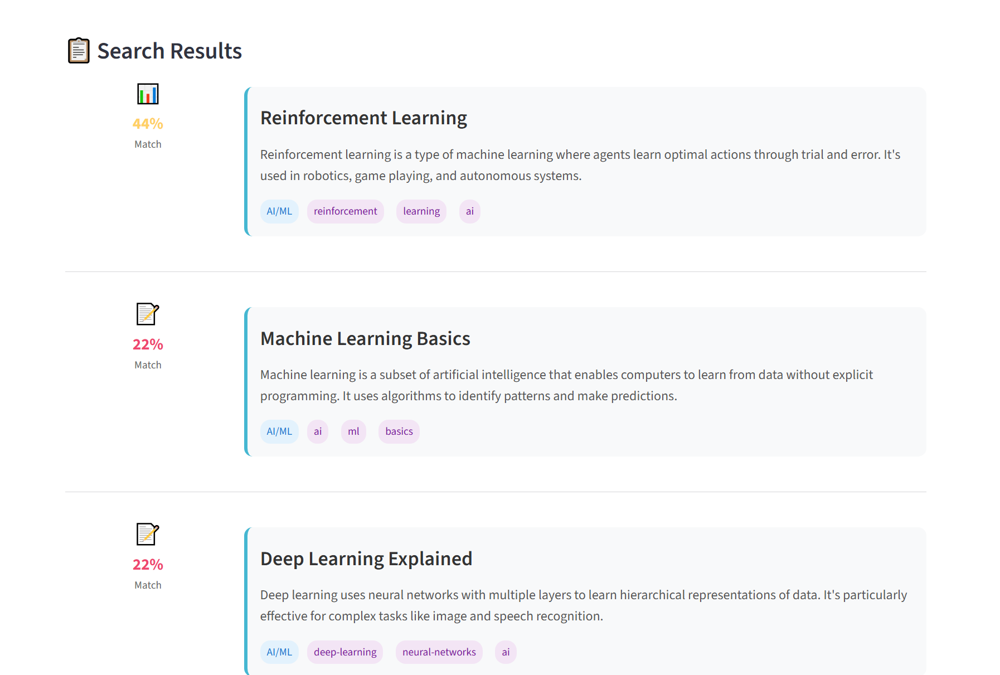 Search Results
44%
Match
Reinforcement Learning
Reinforcement learning is a type of machine learning where agents learn optimal actions through trial and error. It's
used in robotics, game playing, and autonomous systems.
AI/ML reinforcement learning ai
22%
Match
Machine Learning Basics
Machine learning is a subset of artificial intelligence that enables computers to learn from data without explicit
programming. It uses algorithms to identify patterns and make predictions.
AI/ML ai ml basics
22%
Match
Deep Learning Explained
Deep learning uses neural networks with multiple layers to learn hierarchical representations of data. It's particularly
effective for complex tasks like image and speech recognition.
AI/ML deep-learning neural-networks ai